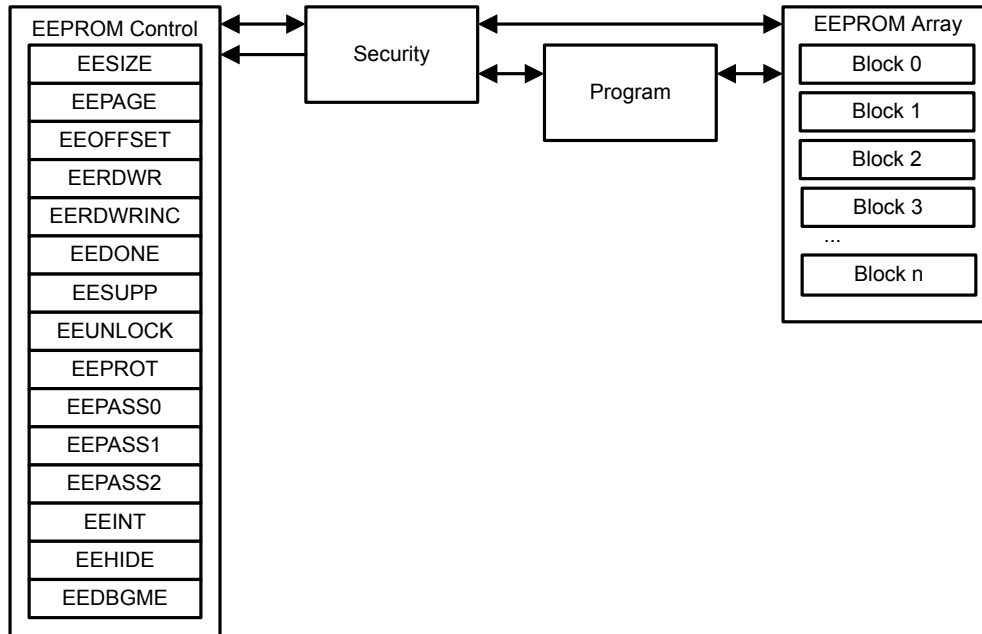 EEPROM Control
EESIZE
EEPAGE
EEOFFSET
EERDWR
EERDWRINC
EEDONE
EESUPP
EEUNLOCK
EEPROT
EEPASS0
EEPASS1
EEPASS2
EEINT
EEHIDE
EEDBGME
Security
Program
EEPROM Array
Block 0
Block 1
Block 2
Block 3
...
Block n